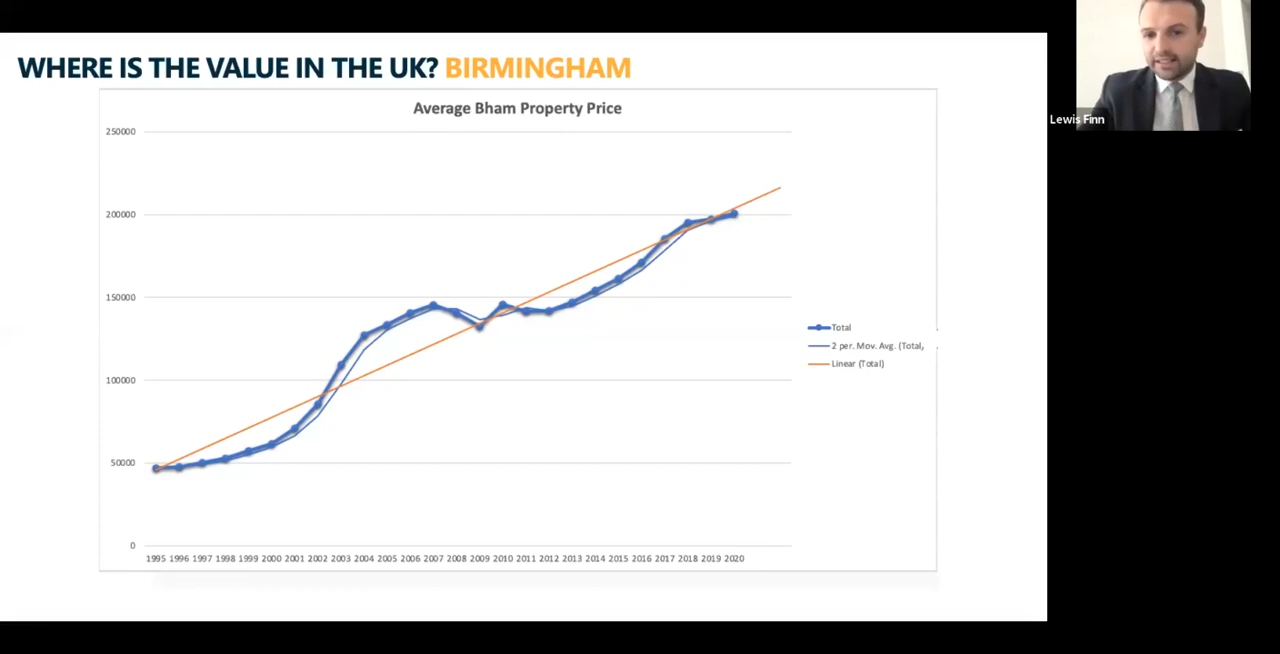 WHERE IS THE VALUE IN THE UK? BIRMINGHAM
Lewis Finn
Average Bham Property Price
250000
200000
150000
100000
50000
0
1995 1996 1997 1998 1999 2000 2001 2002 2003 2004 2005 2006 2007 2008 2009 2010 2011 2012 2013 2014 2015 2016 2017 2018 2019 2020
Total
2 per. Mov. Avg. (Total,
Linear (Total)